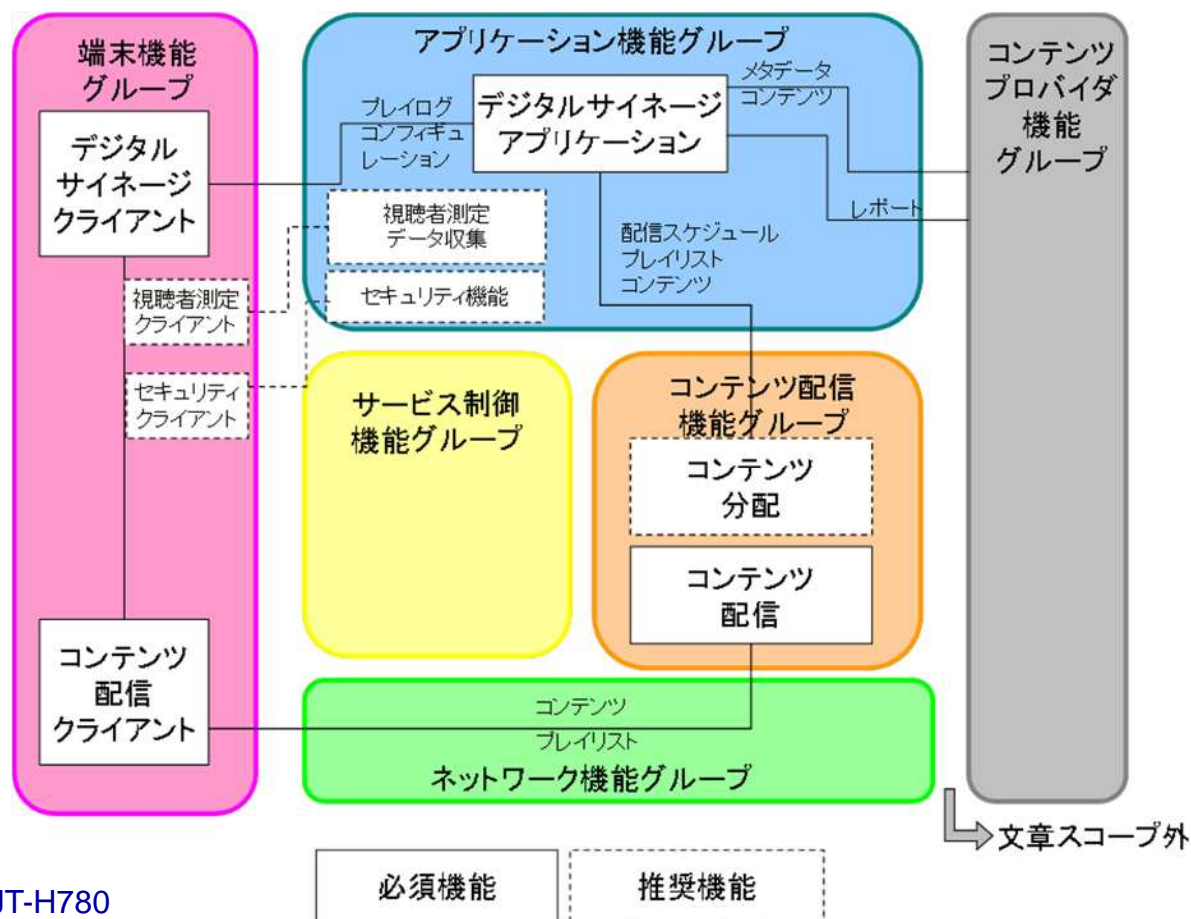 端末機能
グループ
デジタル
サイネージ
クライアント
視聴者測定
クライアント
セキュリティ
クライアント
コンテンツ
配信
クライアント
アプリケーション機能グループ
プレイログ
コンフィギュ
レーション
デジタルサイネージ
アプリケーション
メタデータ
コンテンツ
レポート
視聴者測定
データ収集
セキュリティ機能
配信スケジュール
プレイリスト
コンテンツ
サービス制御
機能グループ
コンテンツ配信
機能グループ
コンテンツ
分配
コンテンツ
配信
コンテンツ
プレイリスト
ネットワーク機能グループ
コンテンツ
プロバイダ
機能
グループ
文章スコープ外
必須機能
推奨機能
JT-H780